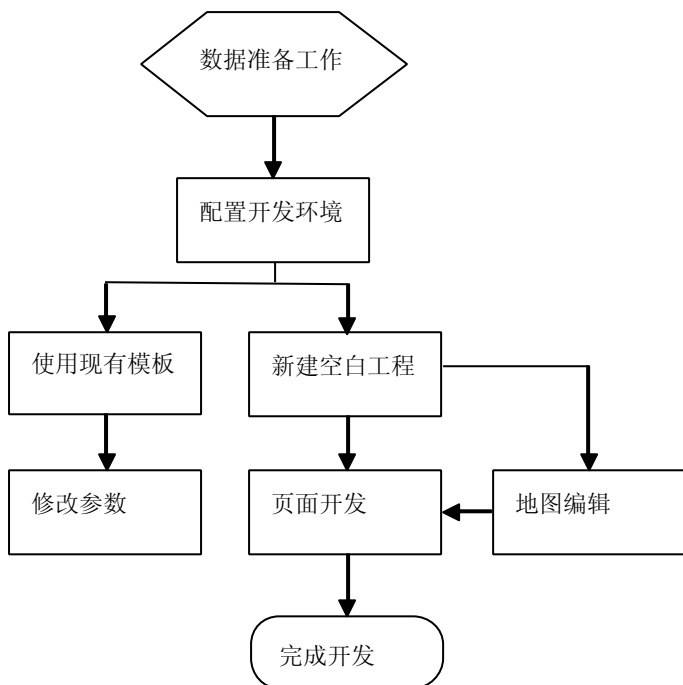 数据准备工作
配置开发环境
使用现有模板
新建空白工程
修改参数
页面开发
地图编辑
完成开发